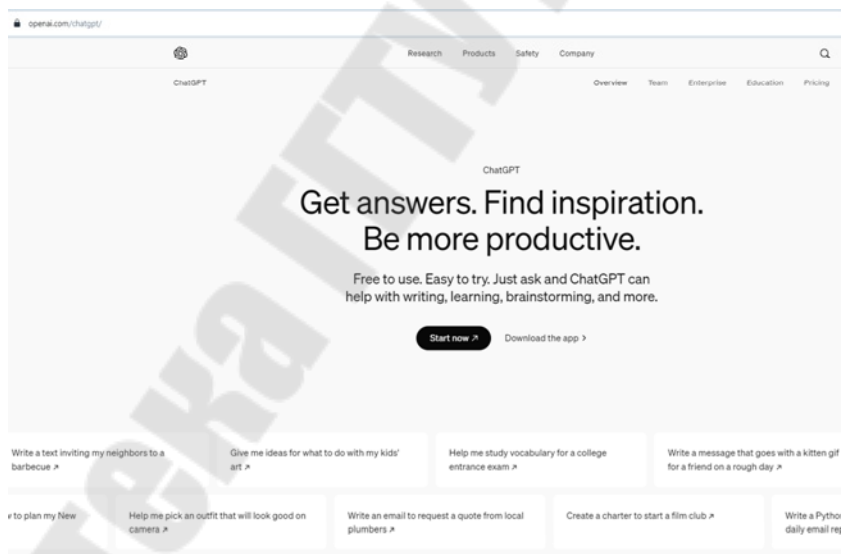 openai.com/chatgpt/
Research Products Safety Company
ChatGPT Overview Team Enterprise Education Pricing
ChatGPT
Get answers. Find inspiration.
Be more productive.
Free to use. Easy to try. Just ask and ChatGPT can
help with writing, learning, brainstorming, and more.
Start now ↗ Download the app >
Write a text inviting my neighbors to a
barbecue ↗
Give me ideas for what to do with my kids'
art ↗
Help me study vocabulary for a college
entrance exam ↗
Write a message that goes with a kitten gif
for a friend on a rough day ↗
to plan my New
Help me pick an outfit that will look good on
camera ↗
Write an email to request a quote from local
plumbers ↗
Create a charter to start a film club ↗
Write a
daily email
тека ГГТУ